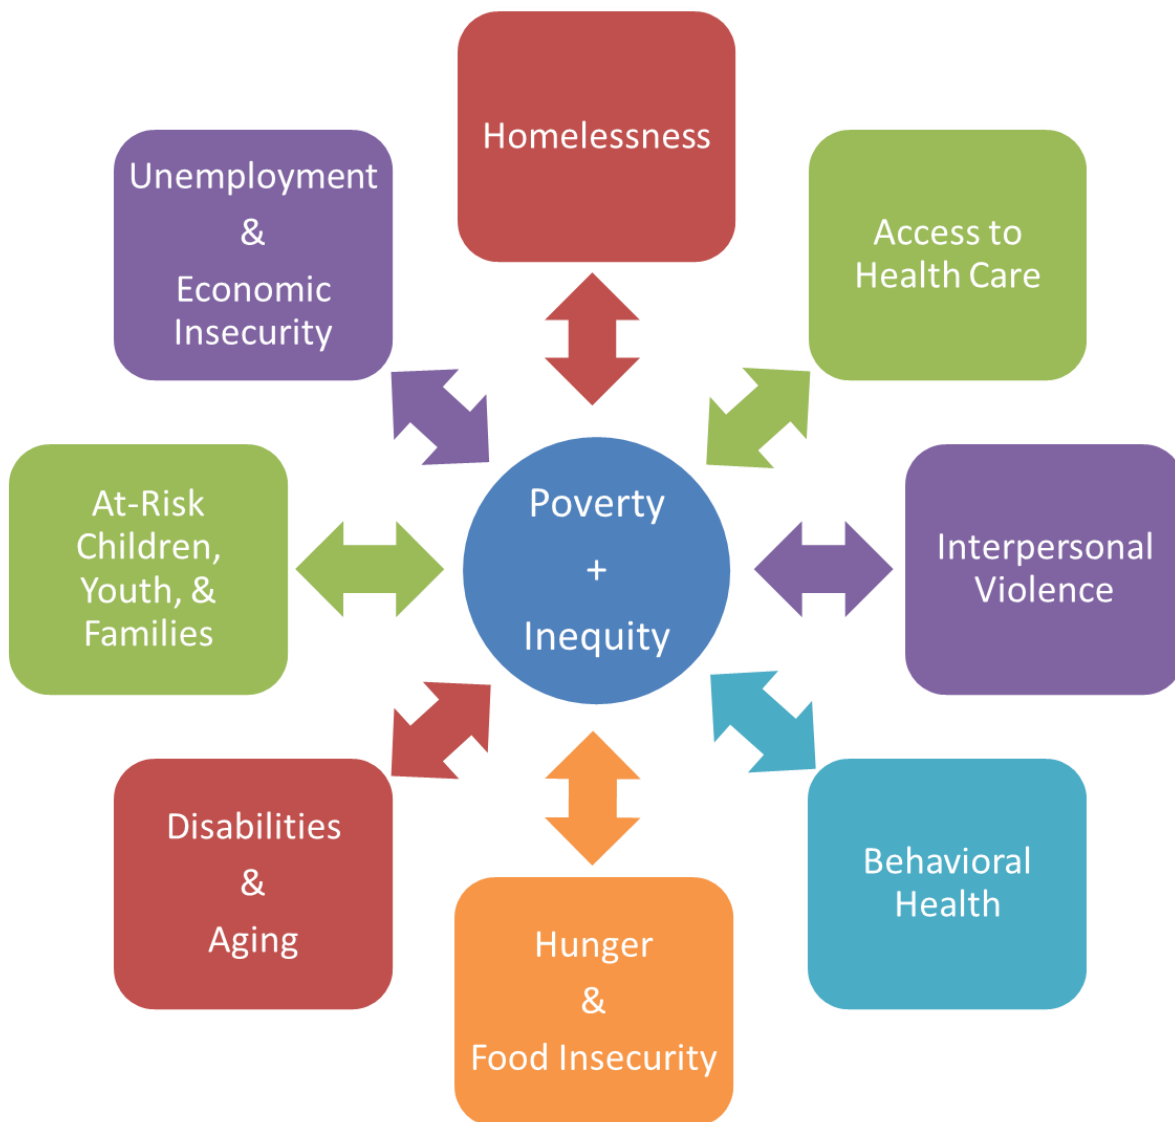 Homelessness
Access to
Health Care
Interpersonal
Violence
Behavioral
Health
Hunger
&
Food Insecurity
Disabilities
&
Aging
At-Risk
Children,
Youth, &
Families
Unemployment
&
Economic
Insecurity
Poverty
+
Inequity